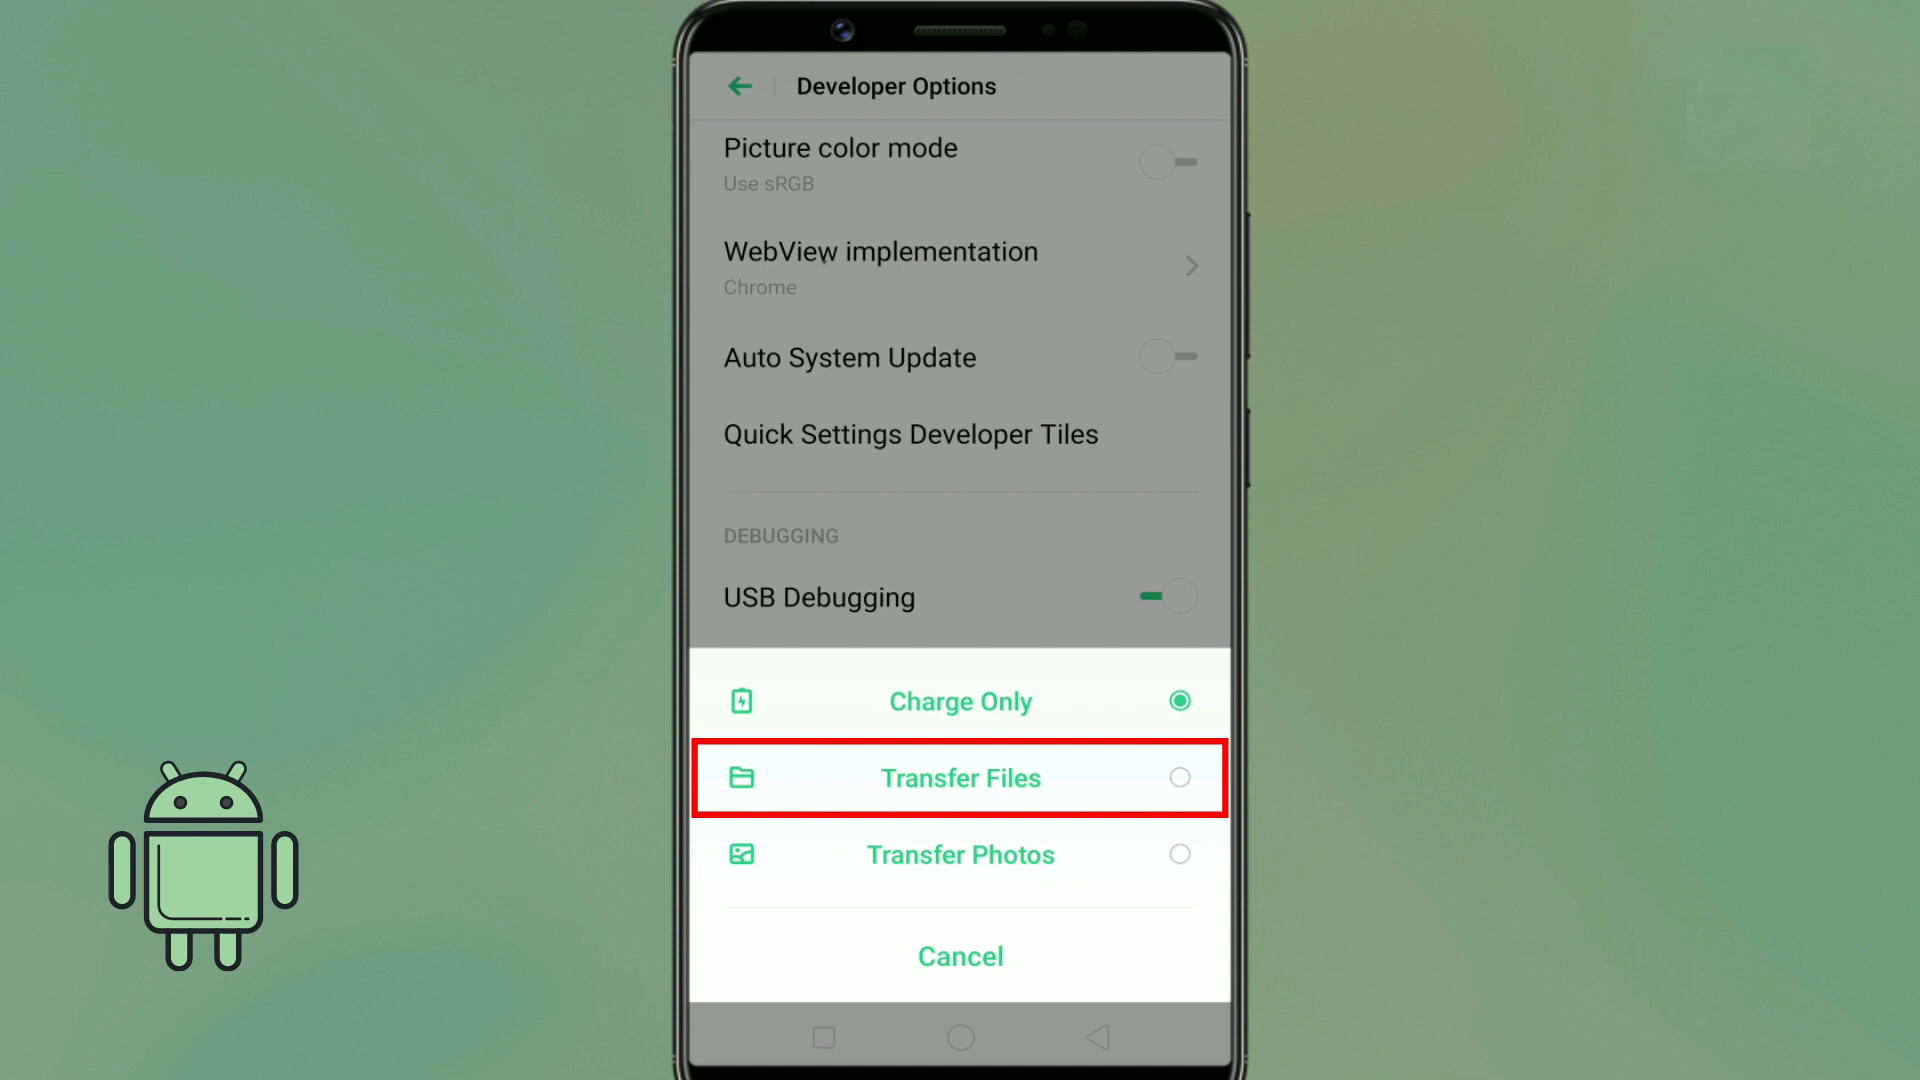 Developer Options
Picture color mode
Use sRGB
WebView implementation
Chrome
Auto System Update
Quick Settings Developer Tiles
DEBUGGING
USB Debugging
Charge Only
Transfer Files
Transfer Photos
Cancel